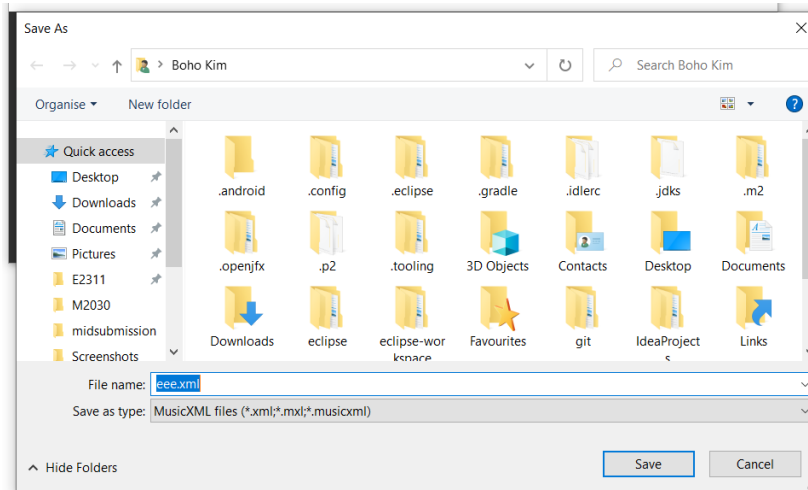 Save As
Boho Kim
Search Boho Kim
Organise
New folder
?
Quick access
Desktop
Downloads
Documents
Pictures
E2311
M2030
midsubmission
Screenshots
.android
.config
.eclipse
.gradle
.idlerc
.jdks
.m2
.openjfx
.p2
.tooling
3D Objects
Contacts
Desktop
Documents
Downloads
eclipse
eclipse-wor
kspace
Favourites
git
IdeaProject
s
Links
File name: eee.xml
Save as type: MusicXML files (*.xml;*.mxl;*.musicxml)
Hide Folders
Save
Cancel